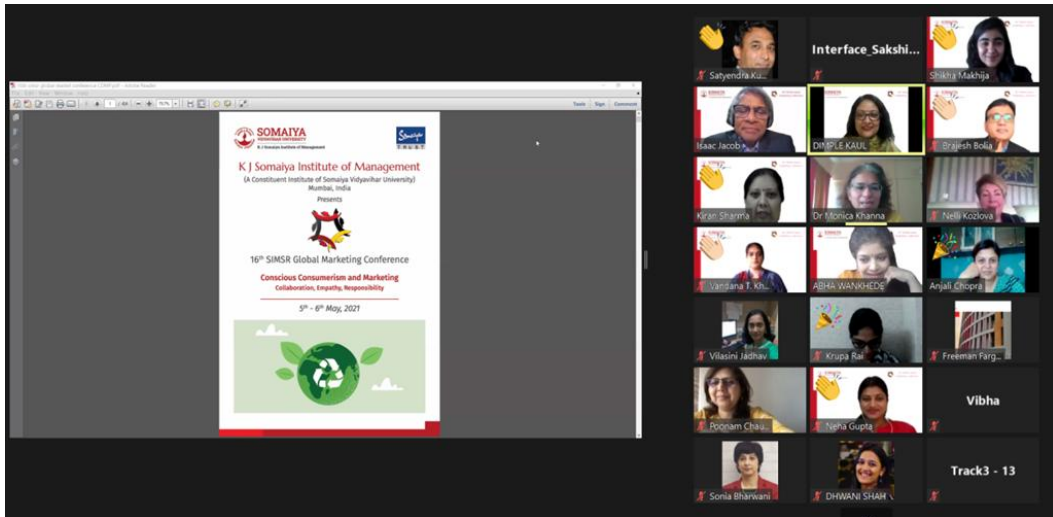 Tools
Sign
Comment
SOMAIYA
VIDYAVIHAR UNIVERSITY
K J Somaiya Institute of Management
Somaiya
TRUST
K J Somaiya Institute of Management
(A Constituent Institute of Somaiya Vidyavihar University)
Mumbai, India
Presents
16th SIMSR Global Marketing Conference
Conscious Consumerism and Marketing
Collaboration, Empathy, Responsibility
5th - 6th May, 2021
Satyendra Ku...
Interface_Sakshi...
Shikha Makhija
Isaac Jacob
DIMPLE KAUL
Brajesh Bolia
Kiran Sharma
Dr Monica Khanna
Nelli Kozlova
Vandana T. Kh...
ABHA WANKHEDE
Anjali Chopra
Vilasini Jadhav
Krupa Rai
Freeman Farg...
Poonam Chau...
Neha Gupta
Vibha
Sonia Bharwani
DHWANI SHAH
Track3 - 13